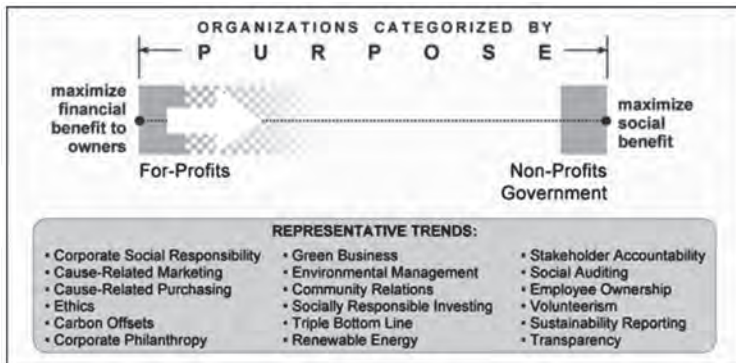 ORGANIZATIONS CATEGORIZED BY
PURPOSE
maximize
financial
benefit to
owners
maximize
social
benefit
For-Profits
Non-Profits
Government
REPRESENTATIVE TRENDS:
• Corporate Social Responsibility
• Cause-Related Marketing
• Cause-Related Purchasing
• Ethics
• Carbon Offsets
• Corporate Philanthropy
• Green Business
• Environmental Management
• Community Relations
• Socially Responsible Investing
• Triple Bottom Line
• Renewable Energy
• Stakeholder Accountability
• Social Auditing
• Employee Ownership
• Volunteerism
• Sustainability Reporting
• Transparency